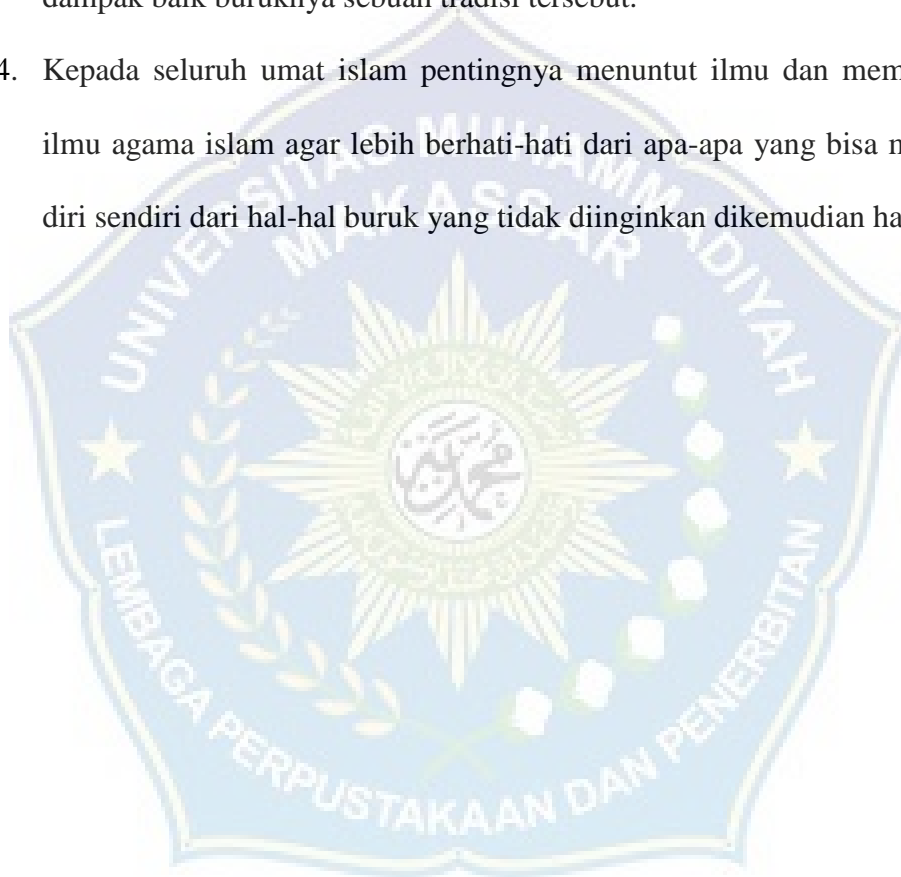 dampak baik buruknya sebuah tradisi tersebut.
4. Kepada seluruh umat islam pentingnya menuntut ilmu dan mem
ilmu agama islam agar lebih berhati-hati dari apa-apa yang bisa m
diri sendiri dari hal-hal buruk yang tidak diinginkan dikemudian ha
UNIVERSITAS MUHAMMADIYAH
MAKASSAR
LEMBAGA PERPUSTAKAAN DAN PENERBITAN